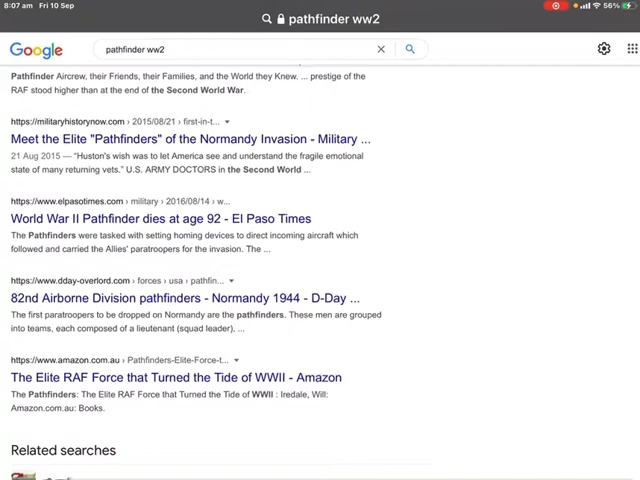 8:07 am Fri 10 Sep
56%
pathfinder ww2
Google
pathfinder ww2
Pathfinder Aircrew, their Friends, their Families, and the World they Knew. ... prestige of the
RAF stood higher than at the end of the Second World War.
https://militaryhistorynow.com › 2015/08/21 › first-in-t...
Meet the Elite "Pathfinders" of the Normandy Invasion - Military ...
21 Aug 2015 — “Huston's wish was to let America see and understand the fragile emotional
state of many returning vets.” U.S. ARMY DOCTORS in the Second World ...
https://www.elpasotimes.com › military › 2016/08/14 › w...
World War II Pathfinder dies at age 92 - El Paso Times
The Pathfinders were tasked with setting homing devices to direct incoming aircraft which
followed and carried the Allies' paratroopers for the invasion. The ...
https://www.dday-overlord.com › forces › usa › pathfin...
82nd Airborne Division pathfinders - Normandy 1944 - D-Day ...
The first paratroopers to be dropped on Normandy are the pathfinders. These men are grouped
into teams, each composed of a lieutenant (squad leader), ...
https://www.amazon.com.au › Pathfinders-Elite-Force-t...
The Elite RAF Force that Turned the Tide of WWII - Amazon
The Pathfinders: The Elite RAF Force that Turned the Tide of WWII : Iredale, Will:
Amazon.com.au: Books.
Related searches